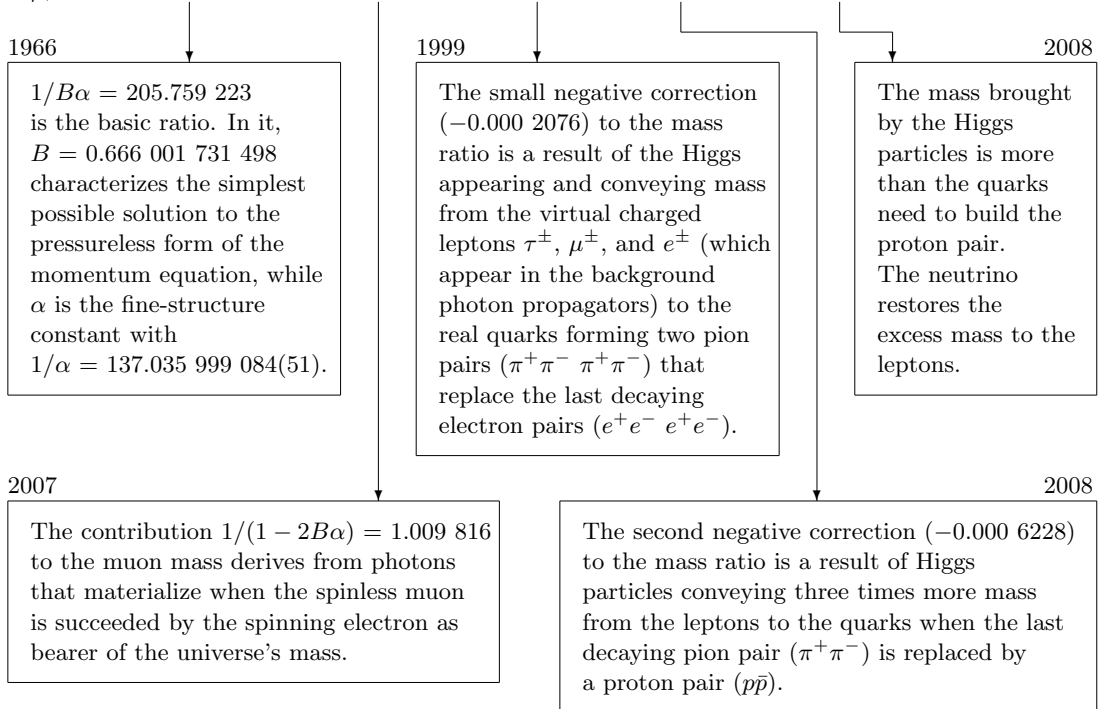 1966
1/Bα = 205.759 223
is the basic ratio. In it,
B = 0.666 001 731 498
characterizes the simplest
possible solution to the
pressureless form of the
momentum equation, while
α is the fine-structure
constant with
1/α = 137.035 999 084(51).
1999
The small negative correction
(−0.000 2076) to the mass
ratio is a result of the Higgs
appearing and conveying mass
from the virtual charged
leptons τ±, μ±, and e± (which
appear in the background
photon propagators) to the
real quarks forming two pion
pairs (π+π− π+π−) that
replace the last decaying
electron pairs (e+e− e+e−).
2008
The mass brought
by the Higgs
particles is more
than the quarks
need to build the
proton pair.
The neutrino
restores the
excess mass to the
leptons.
2007
The contribution 1/(1 − 2Bα) = 1.009 816
to the muon mass derives from photons
that materialize when the spinless muon
is succeeded by the spinning electron as
bearer of the universe's mass.
2008
The second negative correction (−0.000 6228)
to the mass ratio is a result of Higgs
particles conveying three times more mass
from the leptons to the quarks when the last
decaying pion pair (π+π−) is replaced by
a proton pair (pp̄).